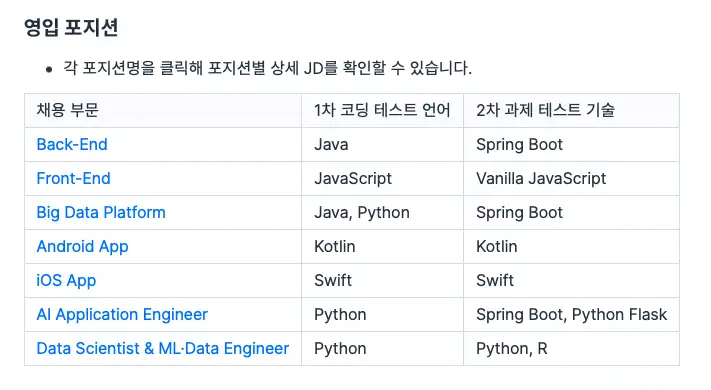 영입 포지션
• 각 포지션명을 클릭해 포지션별 상세 JD를 확인할 수 있습니다.
채용 부문 1차 코딩 테스트 언어 2차 과제 테스트 기술
Back-End Java Spring Boot
Front-End JavaScript Vanilla JavaScript
Big Data Platform Java, Python Spring Boot
Android App Kotlin Kotlin
iOS App Swift Swift
AI Application Engineer Python Spring Boot, Python Flask
Data Scientist & ML·Data Engineer Python Python, R